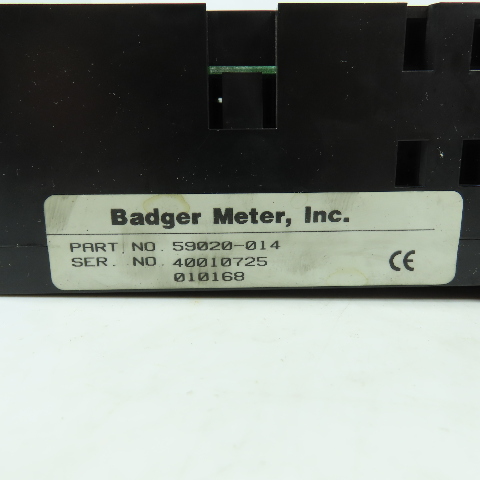 Badger Meter, Inc.
PART NO. 59020-014
SER. NO. 40010725
010168
CE